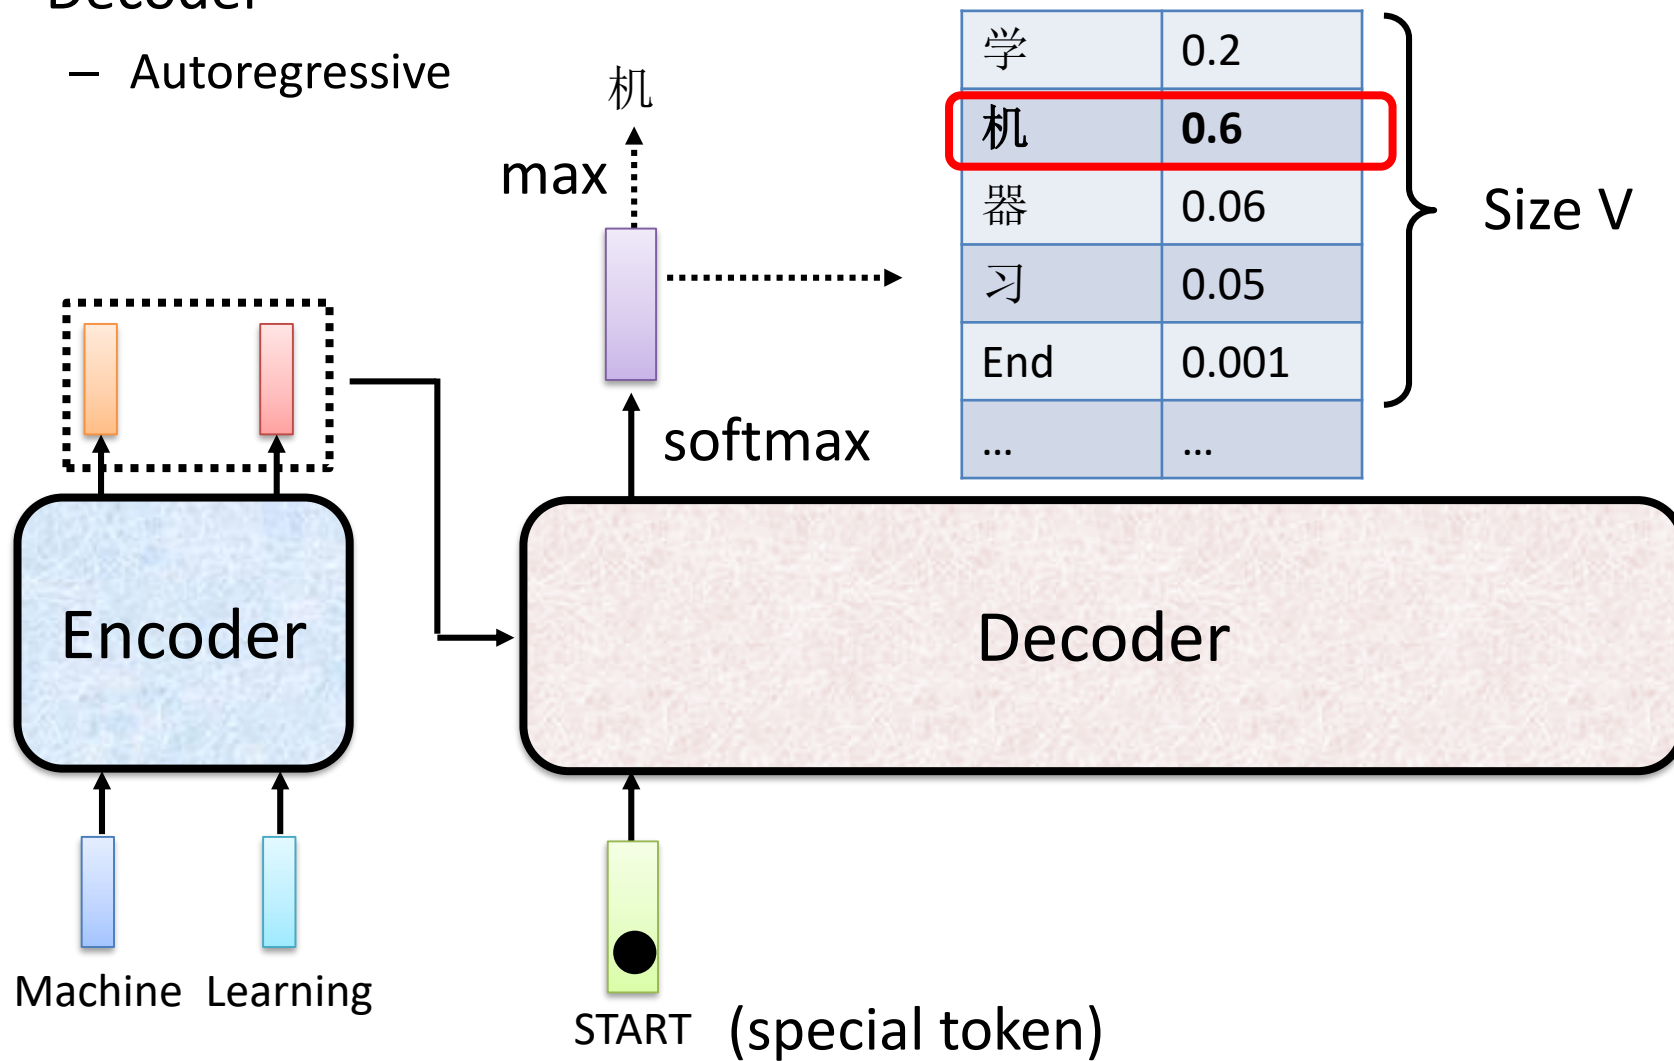 Decoder
– Autoregressive
机
max
softmax
学 0.2
机 0.6
器 0.06
习 0.05
End 0.001
... ...
Size V
Encoder
Decoder
Machine Learning
START (special token)